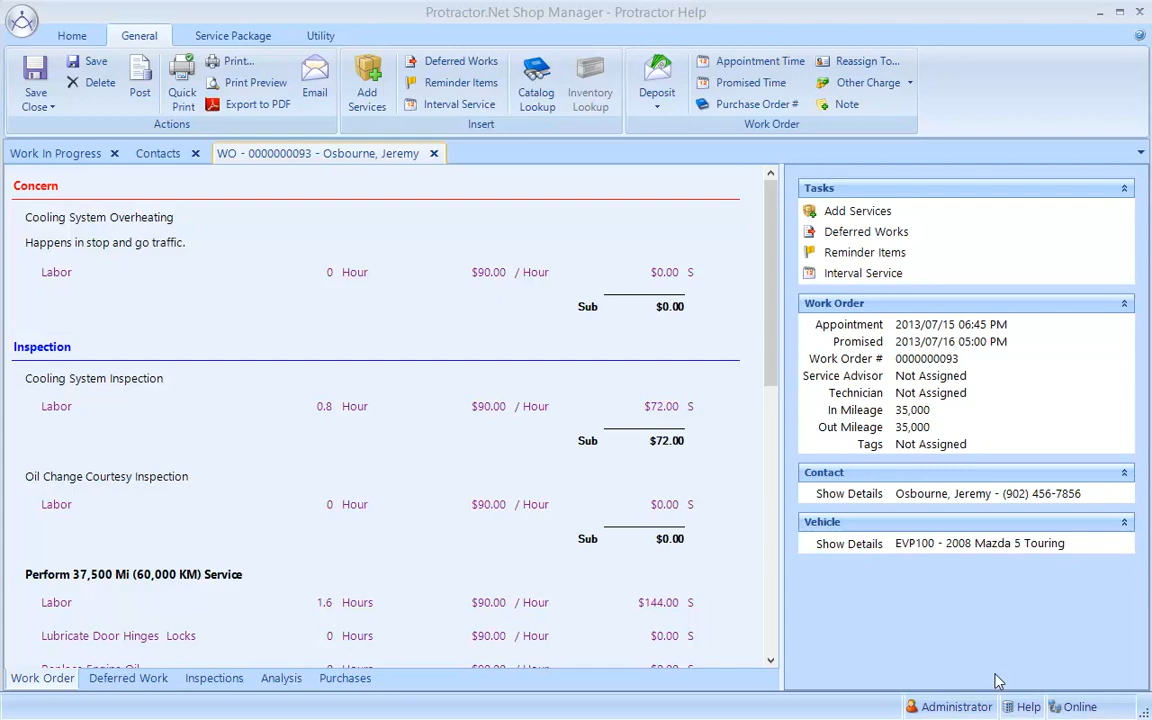 Protractor.Net Shop Manager - Protractor Help
Home General Service Package Utility
Save Close
Save
Delete
Post
Quick Print
Print...
Print Preview
Export to PDF
Email
Actions
Add Services
Deferred Works
Reminder Items
Interval Service
Catalog Lookup
Inventory Lookup
Insert
Deposit
Appointment Time
Promised Time
Purchase Order #
Reassign To...
Other Charge
Note
Work Order
Work In Progress Contacts WO - 0000000093 - Osbourne, Jeremy
Concern
Cooling System Overheating
Happens in stop and go traffic.
Labor 0 Hour $90.00 / Hour $0.00 S
Sub $0.00
Inspection
Cooling System Inspection
Labor 0.8 Hour $90.00 / Hour $72.00 S
Sub $72.00
Oil Change Courtesy Inspection
Labor 0 Hour $90.00 / Hour $0.00 S
Sub $0.00
Perform 37,500 Mi (60,000 KM) Service
Labor 1.6 Hours $90.00 / Hour $144.00 S
Lubricate Door Hinges Locks 0 Hours $90.00 / Hour $0.00 S
Work Order Deferred Work Inspections Analysis Purchases
Tasks
Add Services
Deferred Works
Reminder Items
Interval Service
Work Order
Appointment 2013/07/15 06:45 PM
Promised 2013/07/16 05:00 PM
Work Order # 0000000093
Service Advisor Not Assigned
Technician Not Assigned
In Mileage 35,000
Out Mileage 35,000
Tags Not Assigned
Contact
Show Details Osbourne, Jeremy - (902) 456-7856
Vehicle
Show Details EVP100 - 2008 Mazda 5 Touring
Administrator Help Online